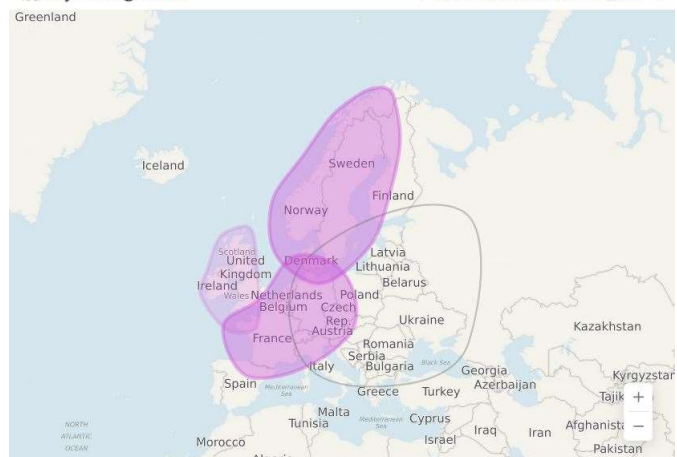 Greenland
Iceland
Sweden
Finland
Norway
Scotland
United
Kingdom
Ireland
Wales
Denmark
Latvia
Lithuania
Belarus
Netherlands
Belgium
Poland
Czech
Rep.
Austria
Ukraine
France
Kazakhstan
Romania
Serbia
Bulgaria
Black Sea
Italy
Spain
Mediterranean
Sea
Greece
Turkey
Georgia
Azerbaijan
Kyrgyzstan
Tajik
+
−
Malta
Tunisia
Mediterranean
Sea
Cyprus
Israel
Iraq
Iran
Afghanista
Pakistan
NORTH
ATLANTIC
OCEAN
Morocco